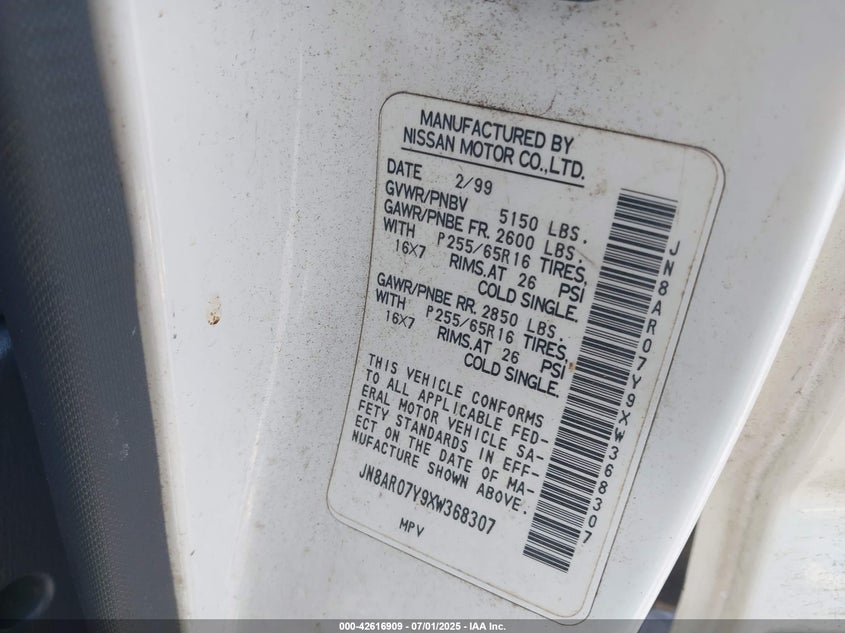 MANUFACTURED BY
NISSAN MOTOR CO.,LTD.
DATE 2/99
GVWR/PNBV 5150 LBS.
GAWR/PNBE FR. 2600 LBS.
WITH P255/65R16 TIRES,
16X7 RIMS.AT 26 PSI
COLD SINGLE.
GAWR/PNBE RR. 2850 LBS.
WITH P255/65R16 TIRES,
16X7 RIMS.AT 26 PSI
COLD SINGLE.
THIS VEHICLE CONFORMS
TO ALL APPLICABLE FED-
ERAL MOTOR VEHICLE SA-
FETY STANDARDS IN EFF-
ECT ON THE DATE OF MA-
NUFACTURE SHOWN ABOVE.
JN8AR07Y9XW368307
MPV
JN8AR07Y9XW368307
000-42616909 - 07/01/2025 - IAA Inc.